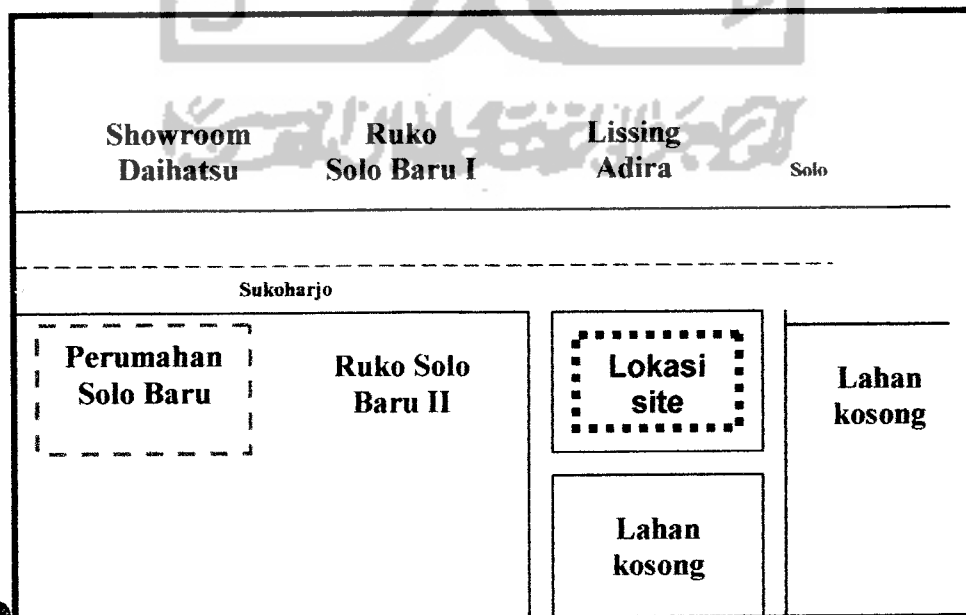 Showroom
Daihatsu
Ruko
Solo Baru I
Lissing
Adira
Solo
Sukoharjo
Perumahan
Solo Baru
Ruko Solo
Baru II
Lokasi
site
Lahan
kosong
Lahan
kosong